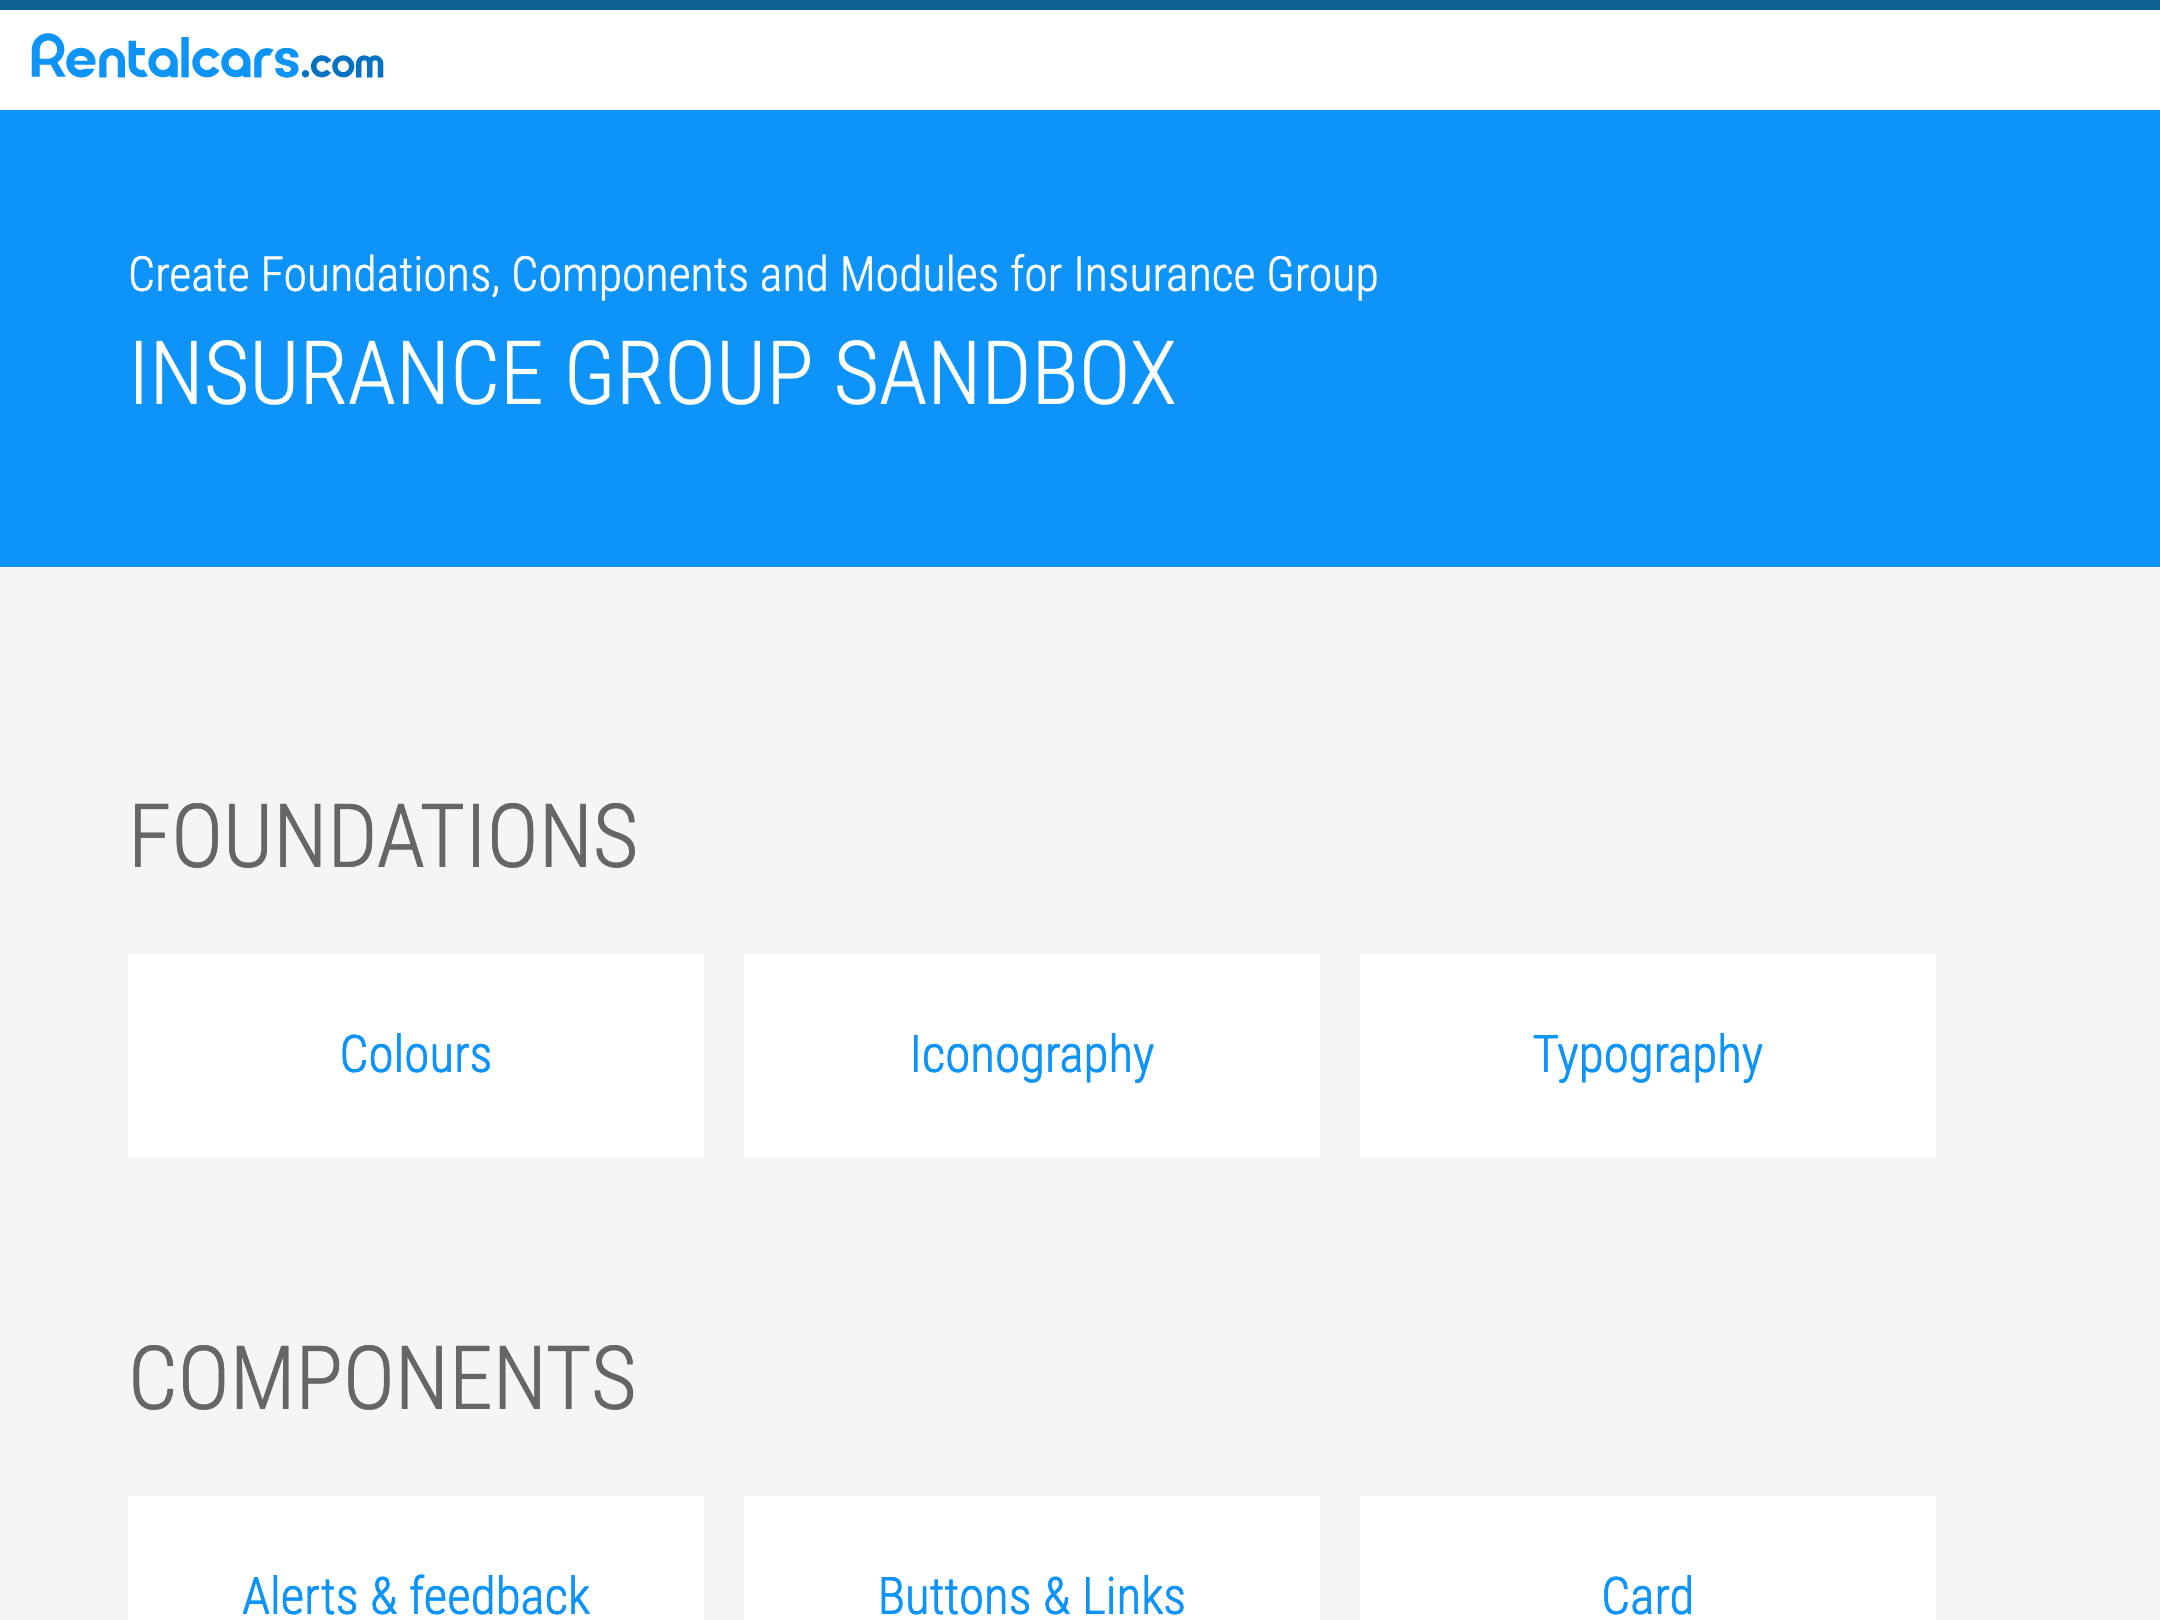 Rentalcars.com
Create Foundations, Components and Modules for Insurance Group
INSURANCE GROUP SANDBOX
FOUNDATIONS
Colours
Iconography
Typography
COMPONENTS
Alerts & feedback
Buttons & Links
Card